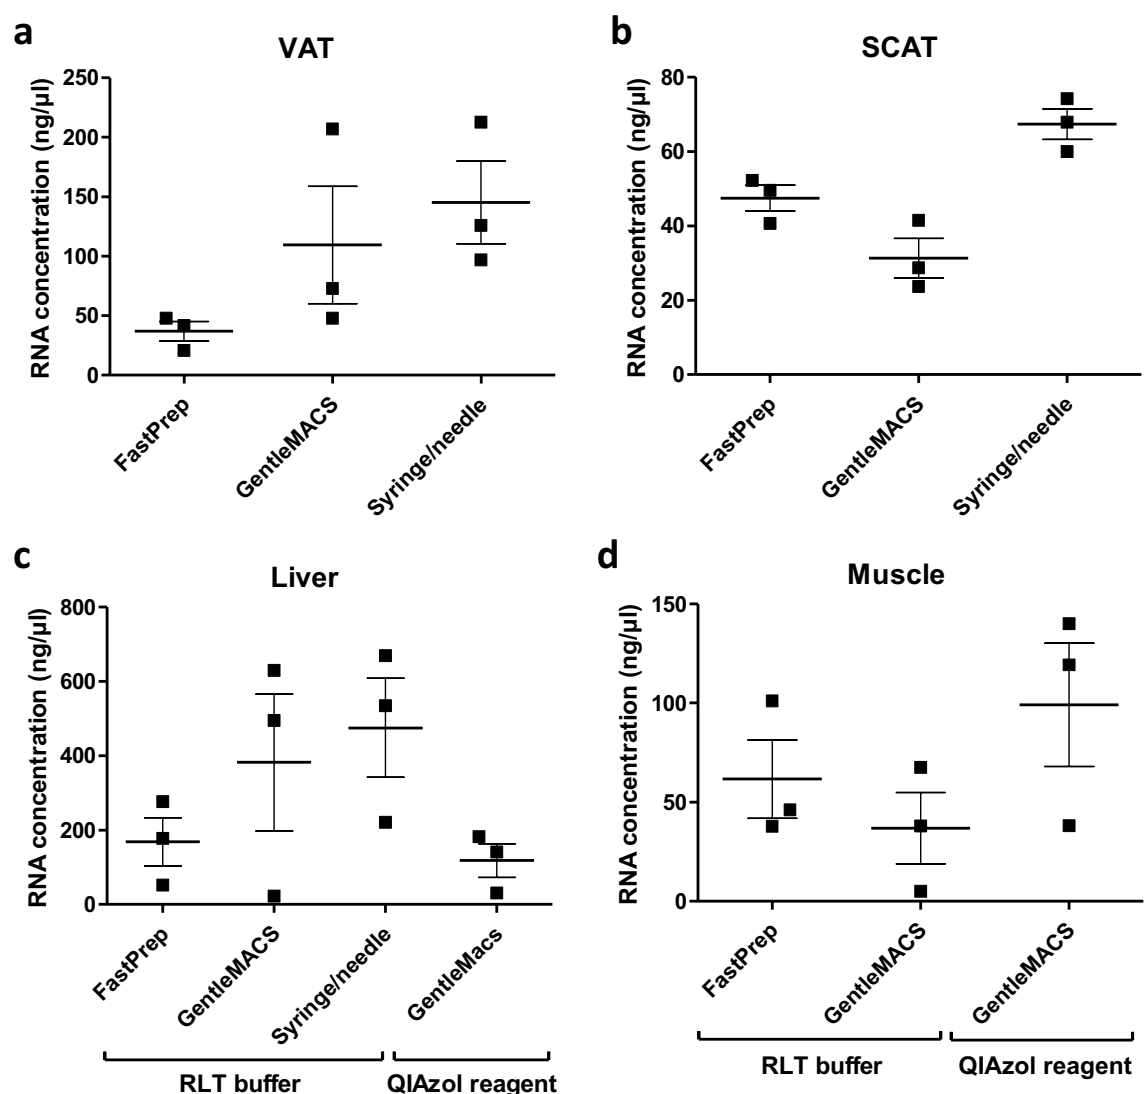 a
VAT
RNA concentration (ng/µl)
250
200
150
100
50
0
FastPrep
GentleMACS
Syringe/needle
b
SCAT
RNA concentration (ng/µl)
80
60
40
20
0
FastPrep
GentleMACS
Syringe/needle
c
Liver
RNA concentration (ng/µl)
800
600
400
200
0
FastPrep
GentleMACS
Syringe/needle
GentleMacs
RLT buffer
QIAzol reagent
d
Muscle
RNA concentration (ng/µl)
150
100
50
0
FastPrep
GentleMACS
GentleMACS
RLT buffer
QIAzol reagent